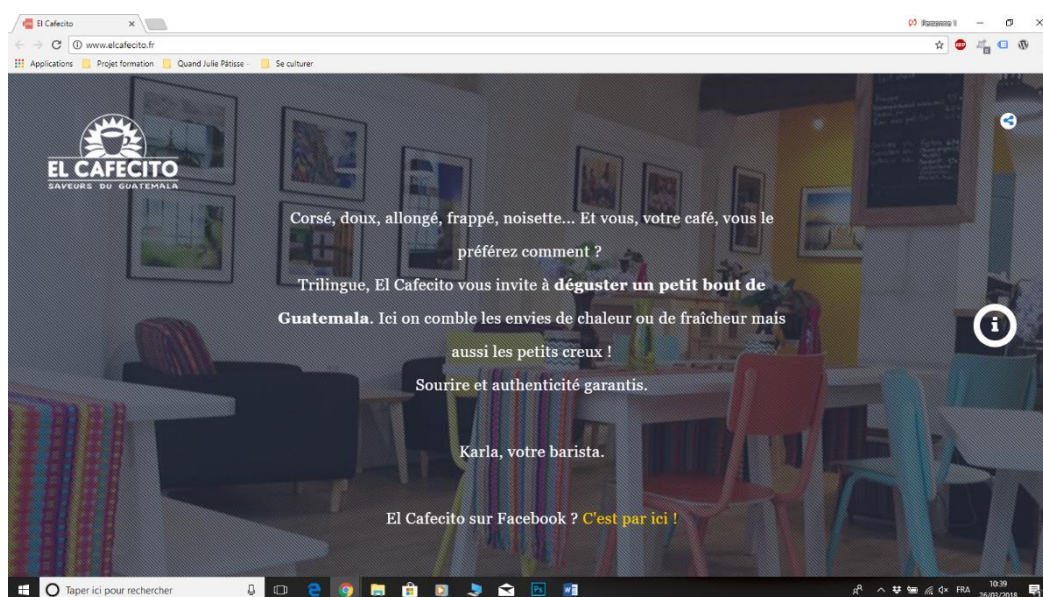 El Cafecito
www.elcafecito.fr
Applications
Projet formation
Quand Julie Pâtisse -
Se culturer
EL CAFECITO
SAVEURS DU GUATEMALA
Corsé, doux, allongé, frappé, noisette... Et vous, votre café, vous le
préférez comment ?
Trilingue, El Cafecito vous invite à déguster un petit bout de
Guatemala. Ici on comble les envies de chaleur ou de fraîcheur mais
aussi les petits creux !
Sourire et authenticité garantis.
Karla, votre barista.
El Cafecito sur Facebook ? C'est par ici !
Taper ici pour rechercher
FRA
10:39
26/03/2018